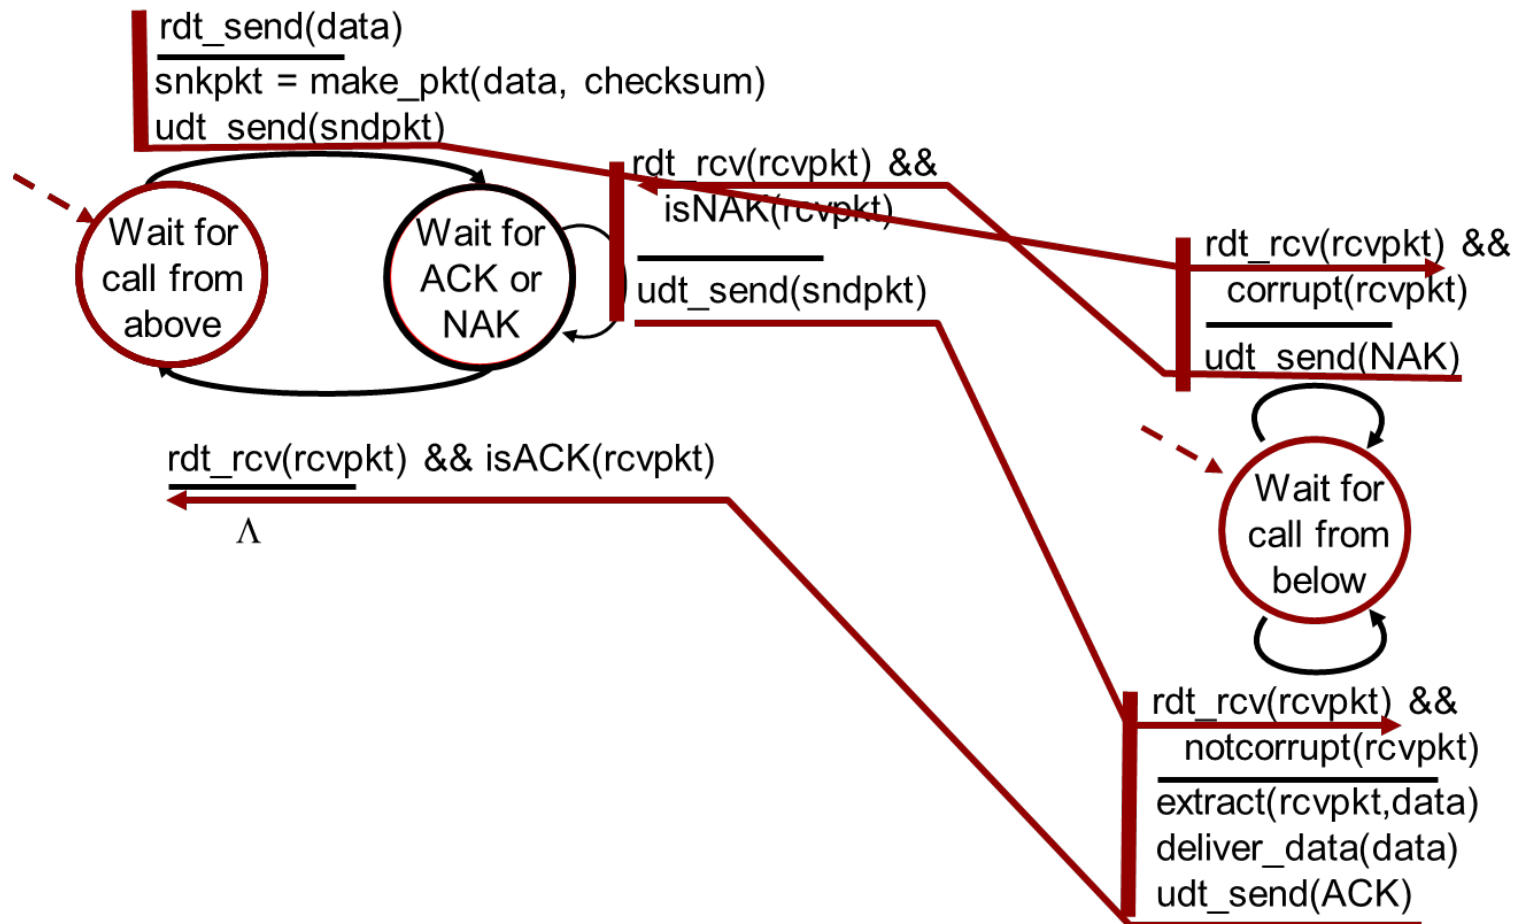 rdt_send(data)
snkpkt = make_pkt(data, checksum)
udt_send(sndpkt)
rdt_rcv(rcvpkt) &&
isNAK(rcvpkt)
udt_send(sndpkt)
Wait for
call from
above
Wait for
ACK or
NAK
rdt_rcv(rcvpkt) && isACK(rcvpkt)
Λ
rdt_rcv(rcvpkt) &&
corrupt(rcvpkt)
udt_send(NAK)
Wait for
call from
below
rdt_rcv(rcvpkt) &&
notcorrupt(rcvpkt)
extract(rcvpkt,data)
deliver_data(data)
udt_send(ACK)